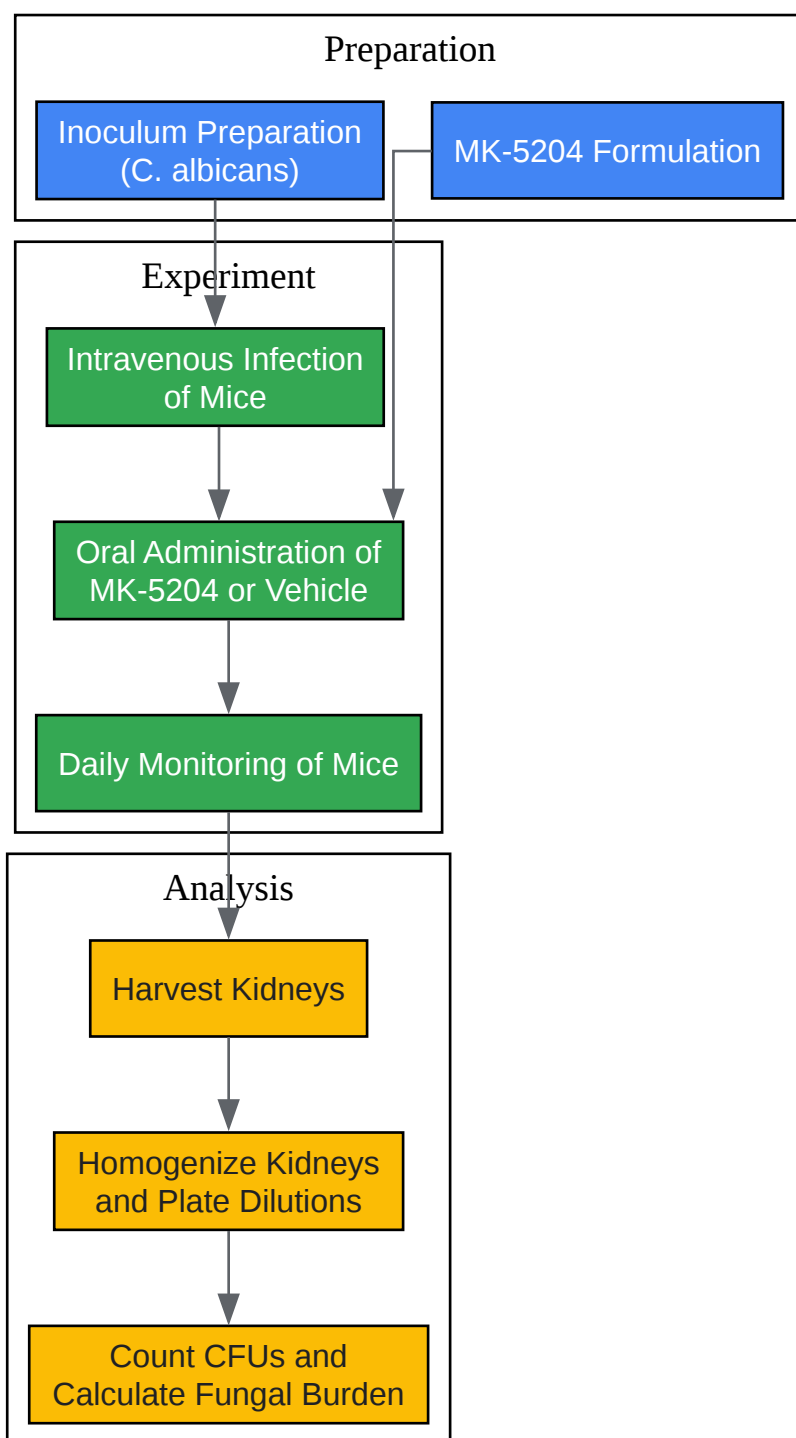 Preparation
Inoculum Preparation
(C. albicans)
MK-5204 Formulation
Experiment
Intravenous Infection
of Mice
Oral Administration of
MK-5204 or Vehicle
Daily Monitoring of Mice
Analysis
Harvest Kidneys
Homogenize Kidneys
and Plate Dilutions
Count CFUs and
Calculate Fungal Burden